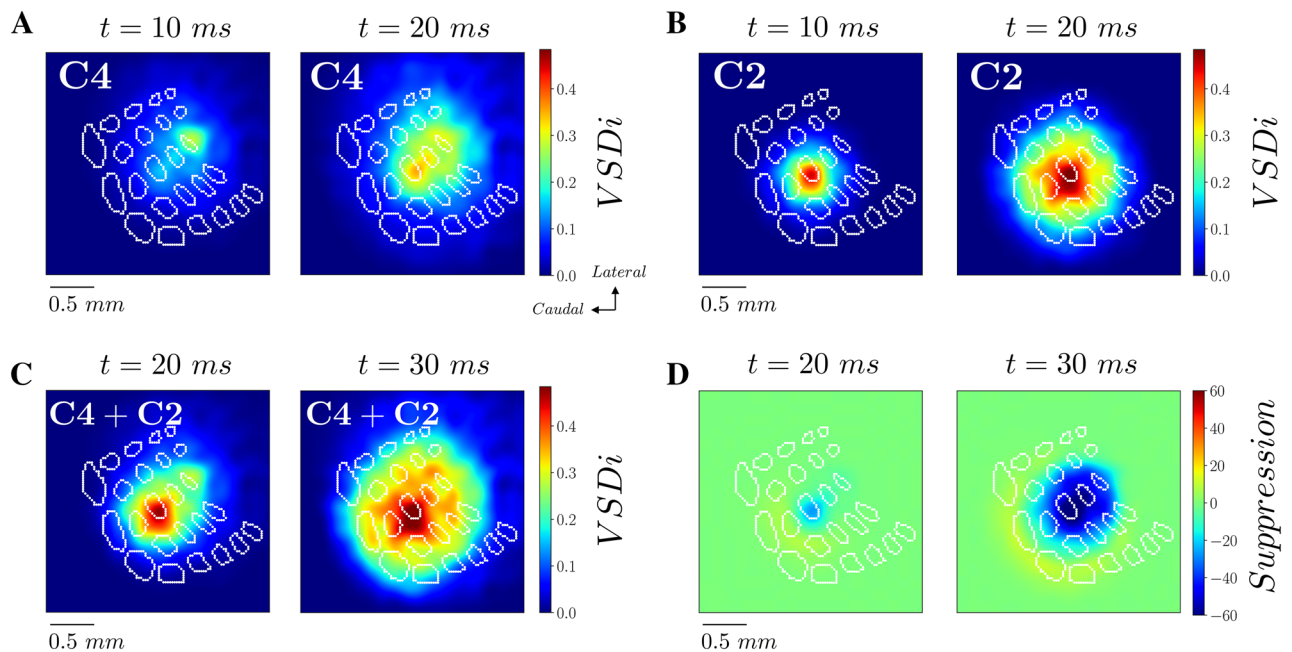 A
t = 10 ms
t = 20 ms
C4
C4
0.4
0.3
0.2
0.1
0.0
VSDi
0.5 mm
Lateral
Caudal
B
t = 10 ms
t = 20 ms
C2
C2
0.4
0.3
0.2
0.1
0.0
VSDi
0.5 mm
C
t = 20 ms
t = 30 ms
C4 + C2
C4 + C2
0.4
0.3
0.2
0.1
0.0
VSDi
0.5 mm
D
t = 20 ms
t = 30 ms
60
40
20
0
−20
−40
−60
Suppression
0.5 mm